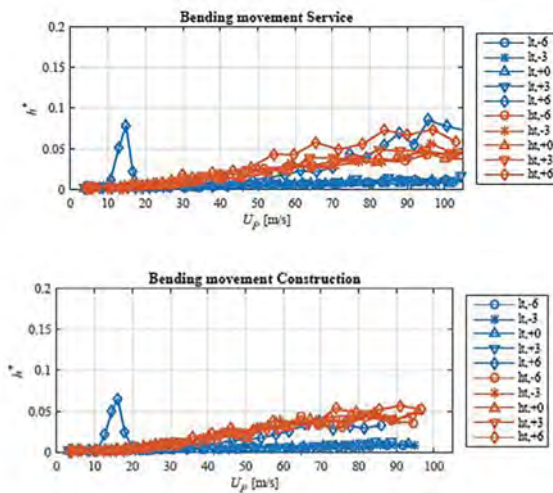 Bending movement Service
0.2
0.15
0.1
0.05
0
h*
0 10 20 30 40 50 60 70 80 90 100
U_P [m/s]
lt,-6
lt,-3
lt,+0
lt,+3
lt,+6
ht,-6
ht,-3
ht,+0
ht,+3
ht,+6
Bending movement Construction
0.2
0.15
0.1
0.05
0
h*
0 10 20 30 40 50 60 70 80 90 100
U_P [m/s]
lt,-6
lt,-3
lt,+0
lt,+3
lt,+6
ht,-6
ht,-3
ht,+0
ht,+3
ht,+6